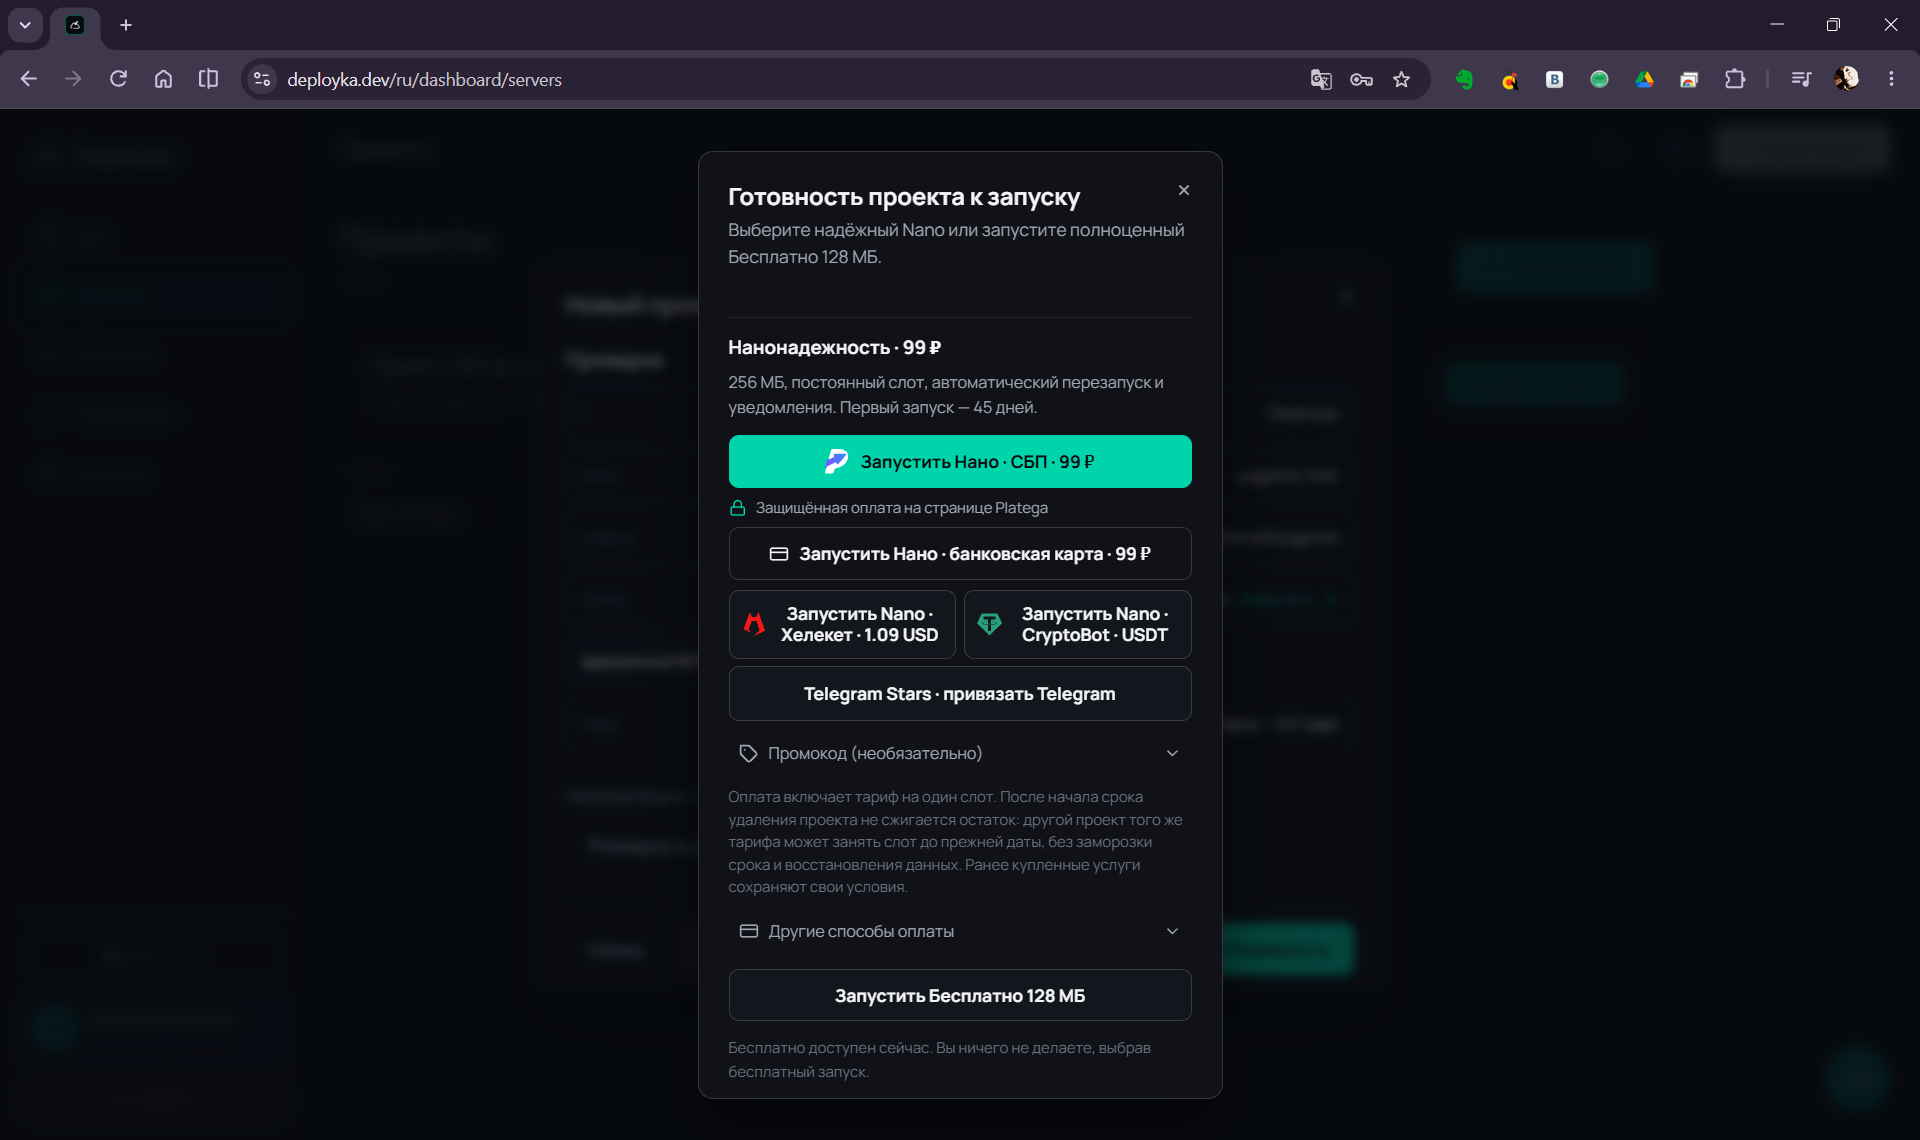 deployka.dev/ru/dashboard/servers
Готовность проекта к запуску
Выберите надёжный Nano или запустите полноценный
Бесплатно 128 МБ.
Нанонадежность · 99 ₽
256 МБ, постоянный слот, автоматический перезапуск и
уведомления. Первый запуск — 45 дней.
Запустить Нано · СБП · 99 ₽
Защищённая оплата на странице Platega
Запустить Нано · банковская карта · 99 ₽
Запустить Nano ·
Хелекет · 1.09 USD
Запустить Nano ·
CryptoBot · USDT
Telegram Stars · привязать Telegram
Промокод (необязательно)
Оплата включает тариф на один слот. После начала срока
удаления проекта не сжигается остаток: другой проект того же
тарифа может занять слот до прежней даты, без заморозки
срока и восстановления данных. Ранее купленные услуги
сохраняют свои условия.
Другие способы оплаты
Запустить Бесплатно 128 МБ
Бесплатно доступен сейчас. Вы ничего не делаете, выбрав
бесплатный запуск.
Проекты
Новый
Проверка